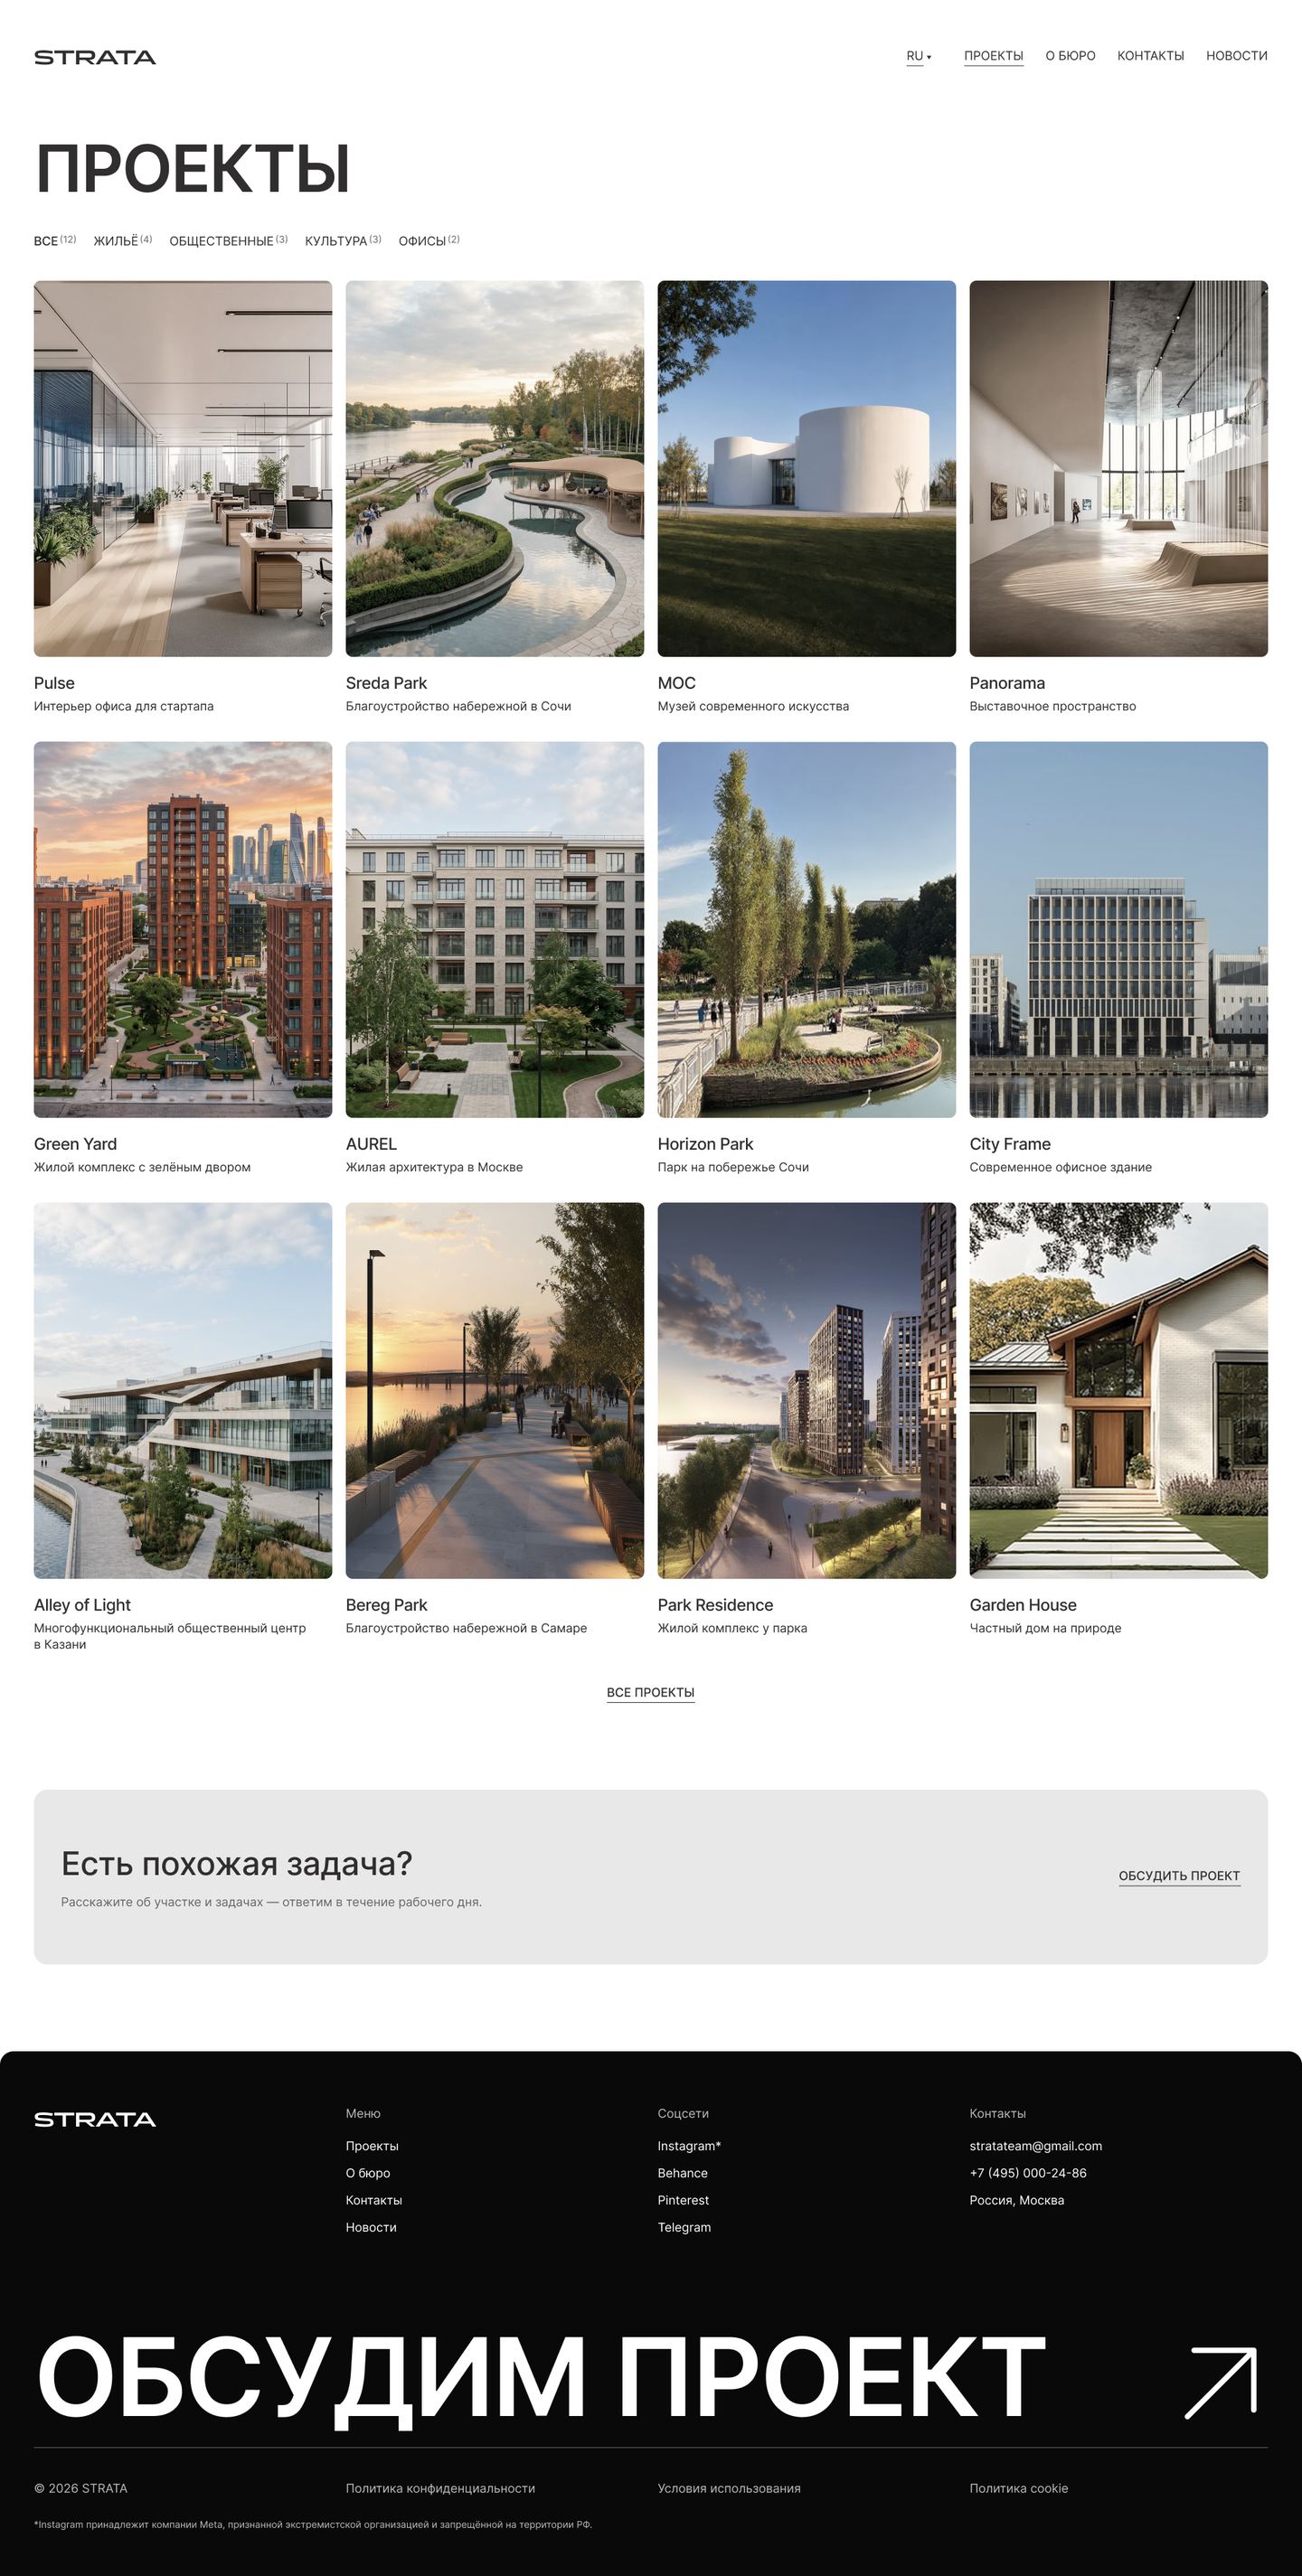 STRATA
RU ПРОЕКТЫ О БЮРО КОНТАКТЫ НОВОСТИ
ПРОЕКТЫ
ВСЕ (12) ЖИЛЬЁ (4) ОБЩЕСТВЕННЫЕ (3) КУЛЬТУРА (3) ОФИСЫ (2)
Pulse
Интерьер офиса для стартапа
Sreda Park
Благоустройство набережной в Сочи
МОС
Музей современного искусства
Panorama
Выставочное пространство
Green Yard
Жилой комплекс с зелёным двором
AUREL
Жилая архитектура в Москве
Horizon Park
Парк на побережье Сочи
City Frame
Современное офисное здание
Alley of Light
Многофункциональный общественный центр
в Казани
Bereg Park
Благоустройство набережной в Самаре
Park Residence
Жилой комплекс у парка
Garden House
Частный дом на природе
ВСЕ ПРОЕКТЫ
Есть похожая задача?
Расскажите об участке и задачах — ответим в течение рабочего дня.
ОБСУДИТЬ ПРОЕКТ
STRATA
Меню
Проекты
О бюро
Контакты
Новости
Соцсети
Instagram*
Behance
Pinterest
Telegram
Контакты
stratateam@gmail.com
+7 (495) 000-24-86
Россия, Москва
ОБСУДИМ ПРОЕКТ
© 2026 STRATA
Политика конфиденциальности
Условия использования
Политика cookie
*Instagram принадлежит компании Meta, признанной экстремистской организацией и запрещённой на территории РФ.